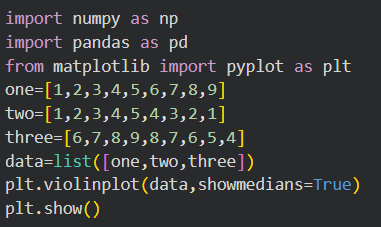 import numpy as np
import pandas as pd
from matplotlib import pyplot as plt
one=[1,2,3,4,5,6,7,8,9]
two=[1,2,3,4,5,4,3,2,1]
three=[6,7,8,9,8,7,6,5,4]
data=list([one,two,three])
plt.violinplot(data,showmedians=True)
plt.show()